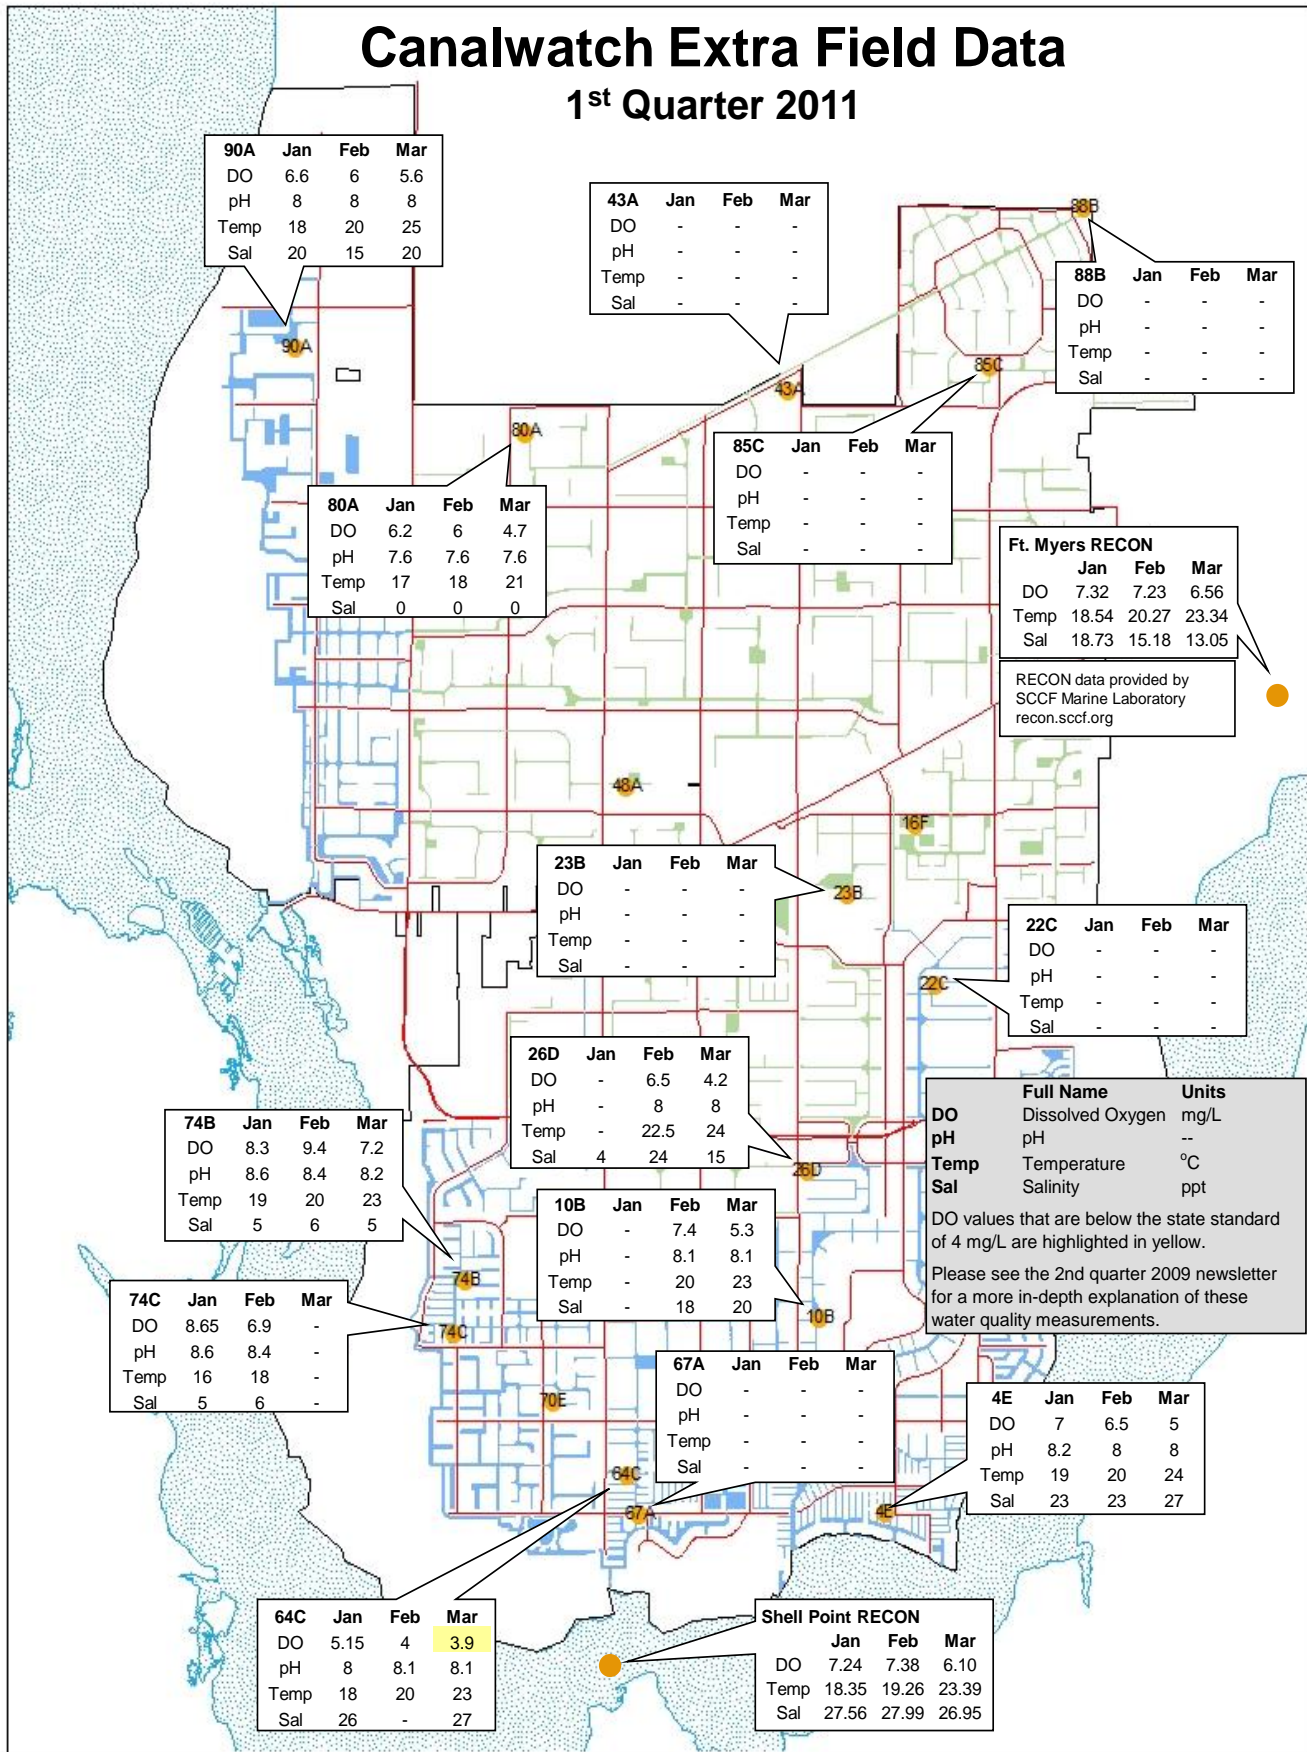 Canalwatch Extra Field Data
1st Quarter 2011
90A Jan Feb Mar
DO 6.6 6 5.6
pH 8 8 8
Temp 18 20 25
Sal 20 15 20
43A Jan Feb Mar
DO - - -
pH - - -
Temp - - -
Sal - - -
88B
88B Jan Feb Mar
DO - - -
pH - - -
Temp - - -
Sal - - -
90A
85C
43A
80A
85C Jan Feb Mar
DO - - -
pH - - -
Temp - - -
Sal - - -
80A Jan Feb Mar
DO 6.2 6 4.7
pH 7.6 7.6 7.6
Temp 17 18 21
Sal 0 0 0
Ft. Myers RECON
Jan Feb Mar
DO 7.32 7.23 6.56
Temp 18.54 20.27 23.34
Sal 18.73 15.18 13.05
RECON data provided by
SCCF Marine Laboratory
recon.sccf.org
48A
16F
23B Jan Feb Mar
DO - - -
pH - - -
Temp - - -
Sal - - -
23B
22C Jan Feb Mar
DO - - -
pH - - -
Temp - - -
Sal - - -
22C
26D Jan Feb Mar
DO - 6.5 4.2
pH - 8 8
Temp - 22.5 24
Sal 4 24 15
Full Name Units
DO Dissolved Oxygen mg/L
pH pH --
Temp Temperature °C
Sal Salinity ppt
DO values that are below the state standard
of 4 mg/L are highlighted in yellow.
Please see the 2nd quarter 2009 newsletter
for a more in-depth explanation of these
water quality measurements.
74B Jan Feb Mar
DO 8.3 9.4 7.2
pH 8.6 8.4 8.2
Temp 19 20 23
Sal 5 6 5
26D
10B Jan Feb Mar
DO - 7.4 5.3
pH - 8.1 8.1
Temp - 20 23
Sal - 18 20
74B
74C Jan Feb Mar
DO 8.65 6.9 -
pH 8.6 8.4 -
Temp 16 18 -
Sal 5 6 -
10B
74C
67A Jan Feb Mar
DO - - -
pH - - -
Temp - - -
Sal - - -
70E
4E Jan Feb Mar
DO 7 6.5 5
pH 8.2 8 8
Temp 19 20 24
Sal 23 23 27
64C
67A
4E
64C Jan Feb Mar
DO 5.15 4 3.9
pH 8 8.1 8.1
Temp 18 20 23
Sal 26 - 27
Shell Point RECON
Jan Feb Mar
DO 7.24 7.38 6.10
Temp 18.35 19.26 23.39
Sal 27.56 27.99 26.95